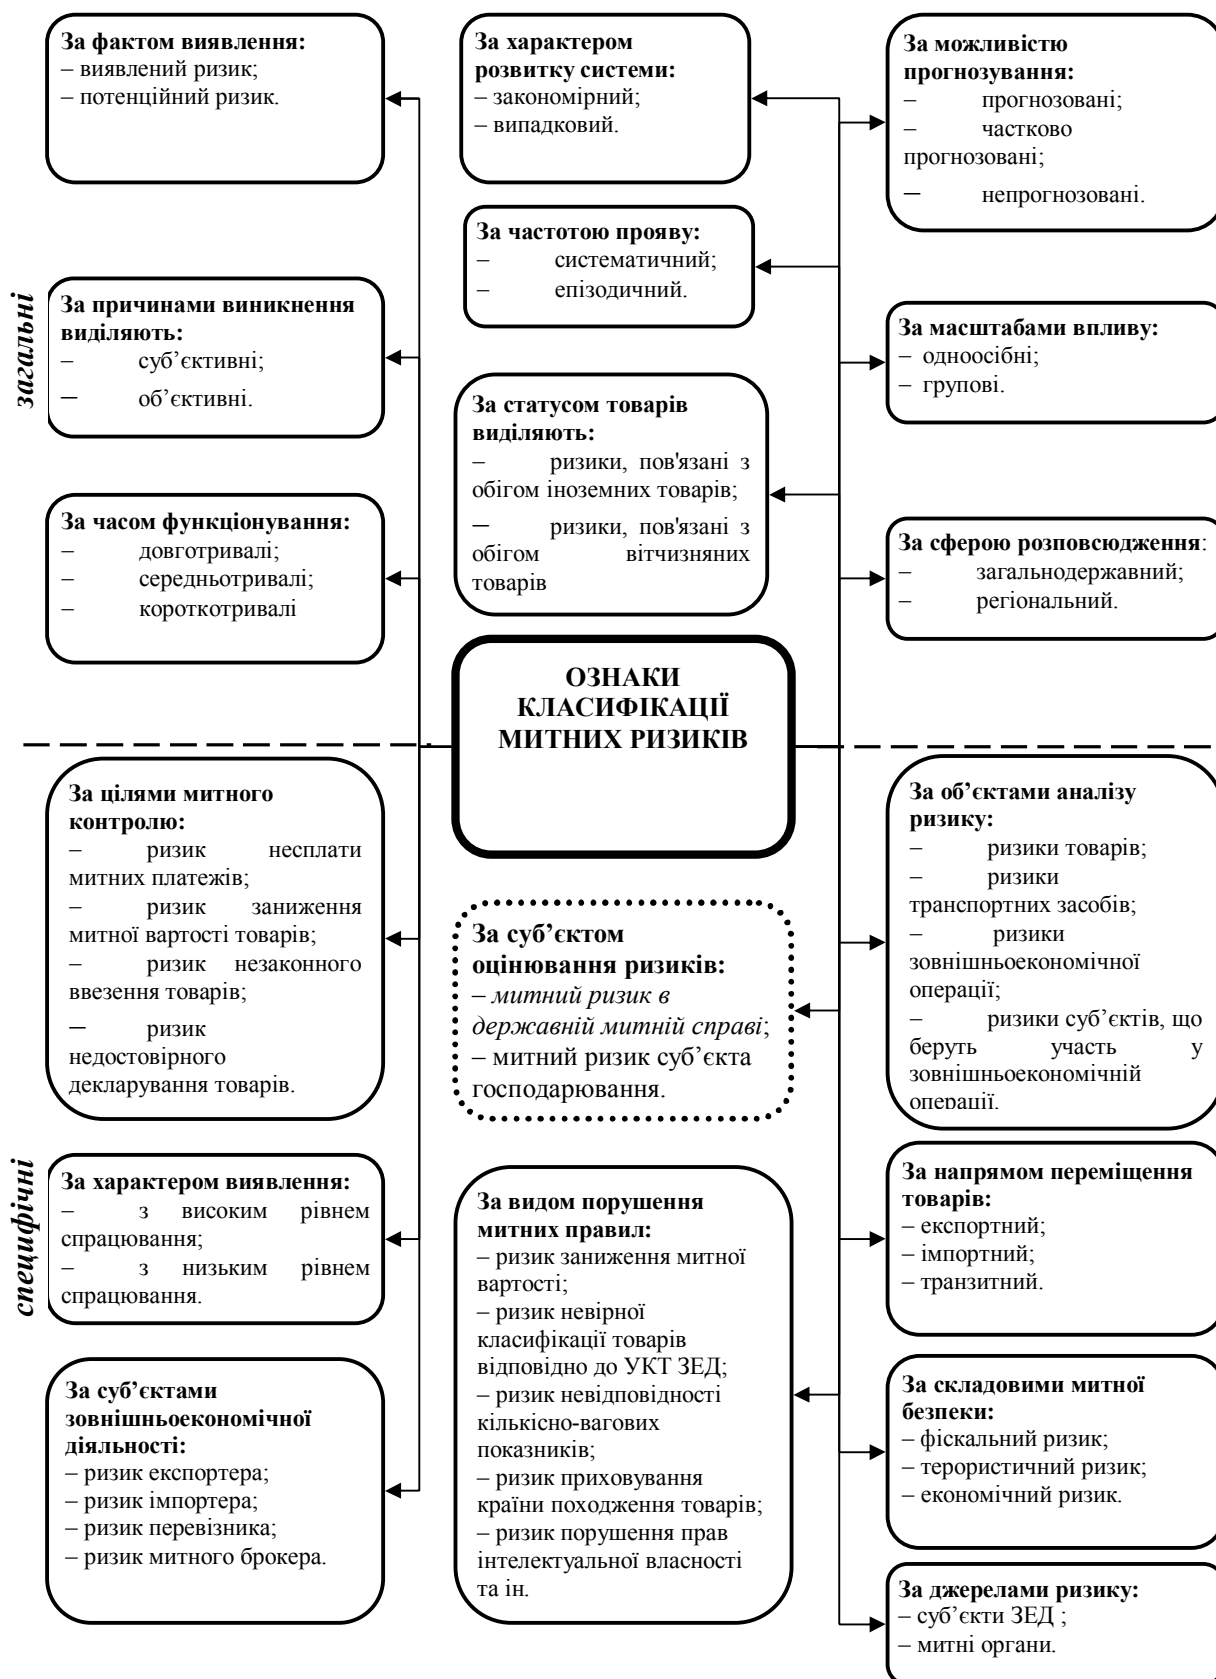 За фактом виявлення:
– виявлений ризик;
– потенційний ризик.
За характером
розвитку системи:
– закономірний;
– випадковий.
За можливістю
прогнозування:
– прогнозовані;
– частково
прогнозовані;
– непрогнозовані.
За частотою прояву:
– систематичний;
– епізодичний.
загальні
За причинами виникнення
виділяють:
– суб’єктивні;
– об’єктивні.
За масштабами впливу:
– одноосібні;
– групові.
За статусом товарів
виділяють:
– ризики, пов'язані з
обігом іноземних товарів;
– ризики, пов'язані з
обігом вітчизняних
товарів
За часом функціонування:
– довготривалі;
– середньотривалі;
– короткотривалі
За сферою розповсюдження:
– загальнодержавний;
– регіональний.
ОЗНАКИ
КЛАСИФІКАЦІЇ
МИТНИХ РИЗИКІВ
За цілями митного
контролю:
– ризик несплати
митних платежів;
– ризик заниження
митної вартості товарів;
– ризик незаконного
ввезення товарів;
– ризик
недостовірного
декларування товарів.
За суб’єктом
оцінювання ризиків:
– митний ризик в
державній митній справі;
– митний ризик суб’єкта
господарювання.
За об’єктами аналізу
ризику:
– ризики товарів;
– ризики
транспортних засобів;
– ризики
зовнішньоекономічної
операції;
– ризики суб’єктів, що
беруть участь у
зовнішньоекономічній
операції.
специфічні
За характером виявлення:
– з високим рівнем
спрацювання;
– з низьким рівнем
спрацювання.
За видом порушення
митних правил:
– ризик заниження митної
вартості;
– ризик невірної
класифікації товарів
відповідно до УКТ ЗЕД;
– ризик невідповідності
кількісно-вагових
показників;
– ризик приховування
країни походження товарів;
– ризик порушення прав
інтелектуальної власності
та ін.
За напрямом переміщення
товарів:
– експортний;
– імпортний;
– транзитний.
За суб’єктами
зовнішньоекономічної
діяльності:
– ризик експортера;
– ризик імпортера;
– ризик перевізника;
– ризик митного брокера.
За складовими митної
безпеки:
– фіскальний ризик;
– терористичний ризик;
– економічний ризик.
За джерелами ризику:
– суб’єкти ЗЕД ;
– митні органи.